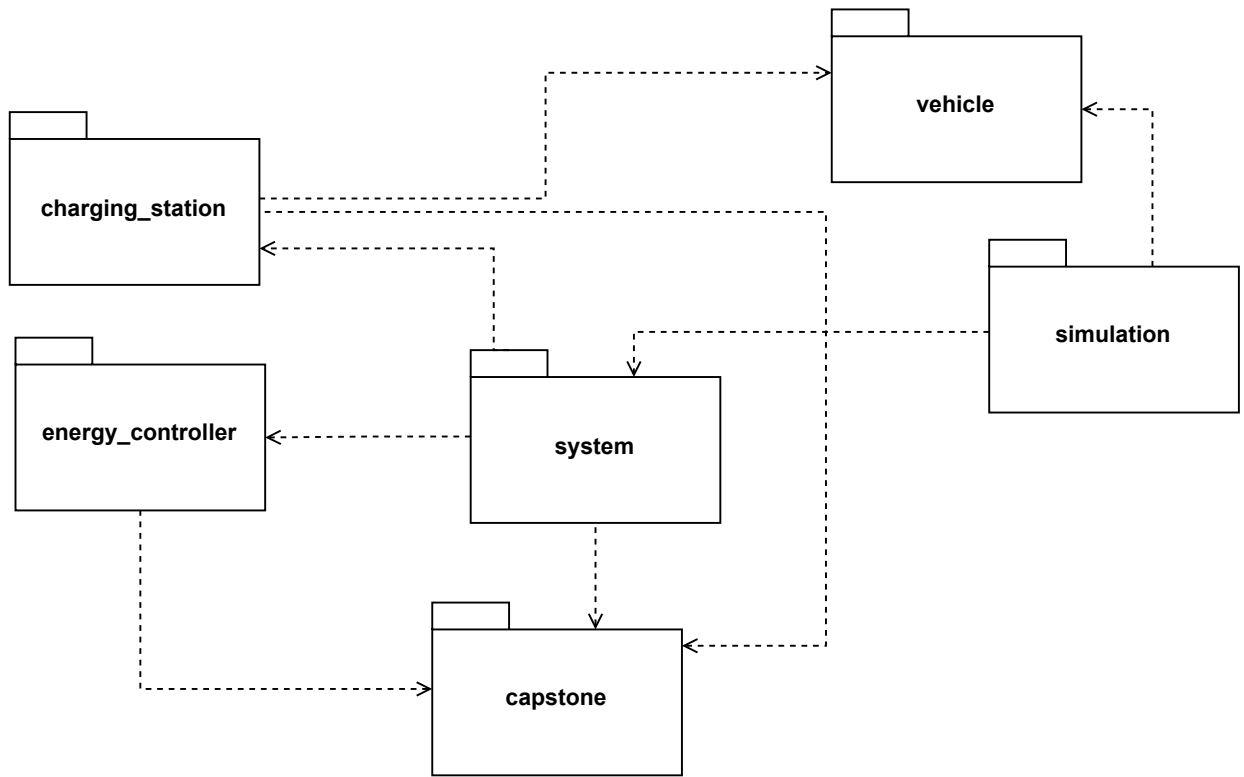 vehicle
charging_station
simulation
energy_controller
system
capstone